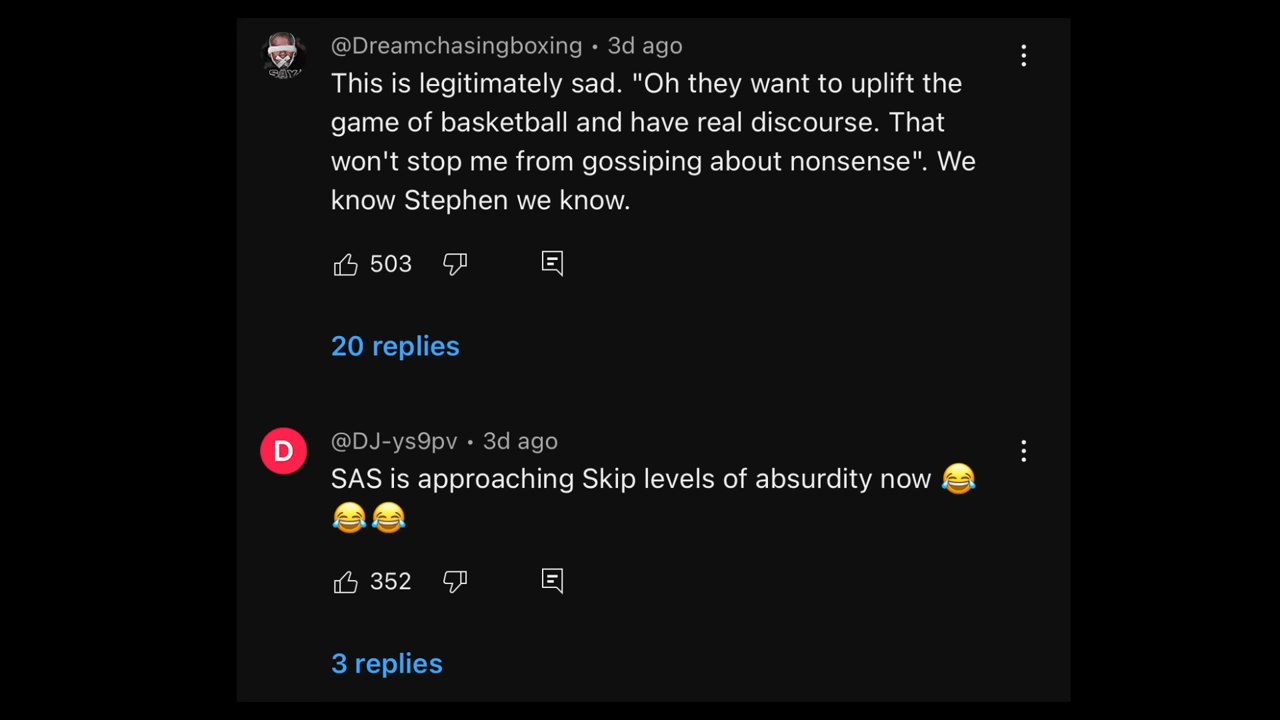 @Dreamchasingboxing • 3d ago
This is legitimately sad. "Oh they want to uplift the
game of basketball and have real discourse. That
won't stop me from gossiping about nonsense". We
know Stephen we know.
503
20 replies
D
@DJ-ys9pv • 3d ago
SAS is approaching Skip levels of absurdity now 😂
😂😂
352
3 replies